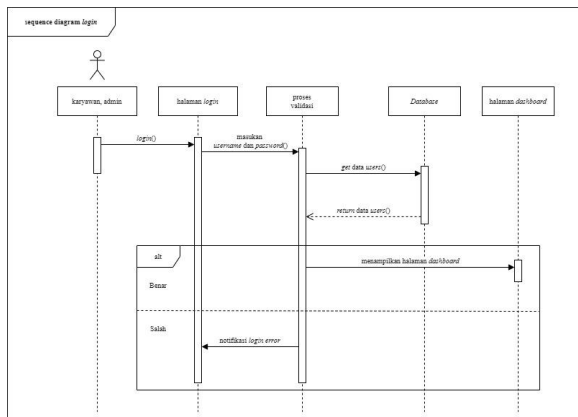 sequence diagram login
karyawan, admin
halaman login
proses
validasi
Database
halaman dashboard
login()
masukan
username dan password()
get data users()
return data users()
alt
menampilkan halaman dashboard
Benar
Salah
notifikasi login error